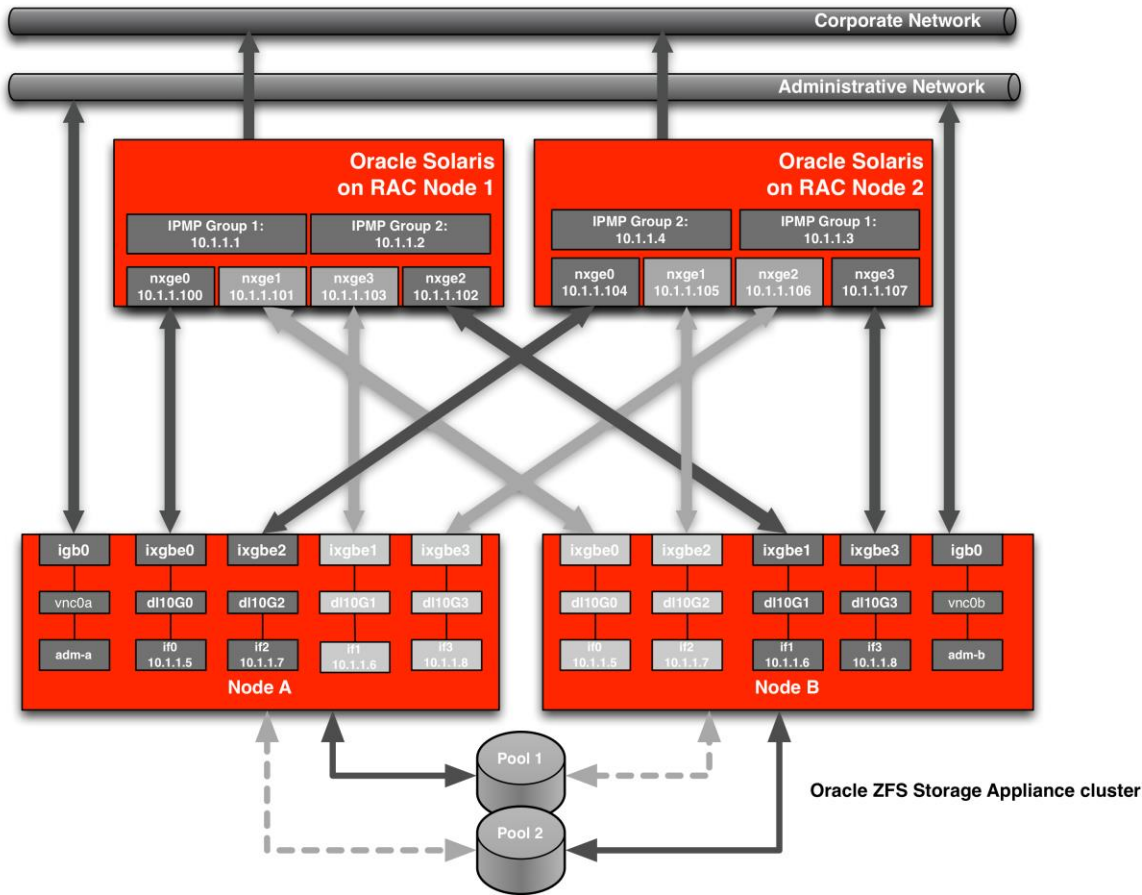 Corporate Network
Administrative Network
Oracle Solaris
on RAC Node 1
IPMP Group 1:
10.1.1.1
IPMP Group 2:
10.1.1.2
nxge0
10.1.1.100
nxge1
10.1.1.101
nxge3
10.1.1.103
nxge2
10.1.1.102
Oracle Solaris
on RAC Node 2
IPMP Group 2:
10.1.1.4
IPMP Group 1:
10.1.1.3
nxge0
10.1.1.104
nxge1
10.1.1.105
nxge2
10.1.1.106
nxge3
10.1.1.107
igb0
ixgbe0
ixgbe2
ixgbe1
ixgbe3
vnc0a
dl10G0
dl10G2
dl10G1
dl10G3
adm-a
if0
10.1.1.5
if2
10.1.1.7
if1
10.1.1.6
if3
10.1.1.8
Node A
ixgbe0
ixgbe2
ixgbe1
ixgbe3
igb0
dl10G0
dl10G2
dl10G1
dl10G3
vnc0b
if0
10.1.1.5
if2
10.1.1.7
if1
10.1.1.6
if3
10.1.1.8
adm-b
Node B
Pool 1
Pool 2
Oracle ZFS Storage Appliance cluster